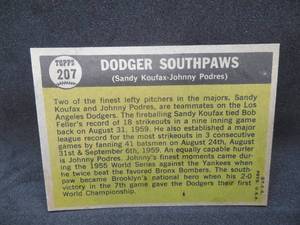 TOPPS
207
DODGER SOUTHPAWS
(Sandy Koufax-Johnny Podres)
Two of the finest lefty pitchers in the majors, Sandy
Koufax and Johnny Podres, are teammates on the Los
Angeles Dodgers. The fireballing Sandy Koufax tied Bob
Feller's record of 18 strikeouts in a nine inning game
back on August 31, 1959. He also established a major
league record for the most strikeouts in 3 consecutive
games by fanning 41 batsmen on August 24th, August
31st & September 6th, 1959. An equally capable hurler
is Johnny Podres. Johnny's finest moments came dur-
ing the 1955 World Series against the Yankees when
he twice beat the favored Bronx Bombers. The south-
paw became Brooklyn's national hero when his 2-0
victory in the 7th game gave the Dodgers their first
World Championship.